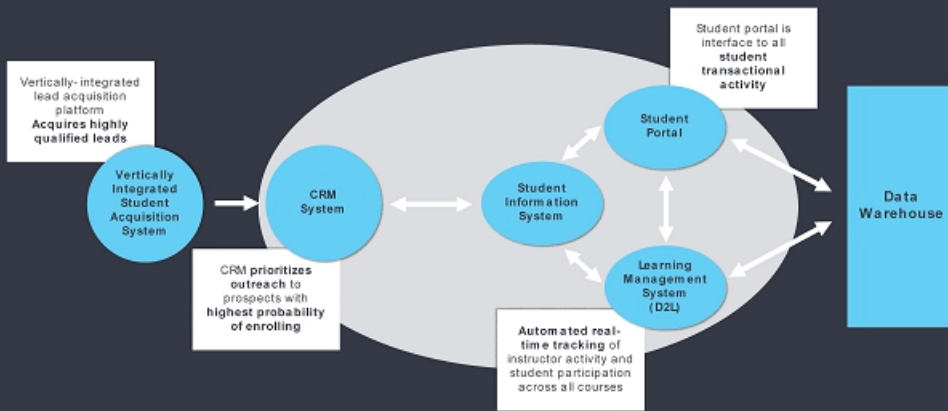 Vertically-integrated
lead acquisition
platform
Acquires highly
qualified leads
Vertically
Integrated
Student
Acquisition
System
CRM
System
CRM prioritizes
outreach to
prospects with
highest probability
of enrolling
Student
Information
System
Student portal is
interface to all
student
transactional
activity
Student
Portal
Learning
Management
System
(D2L)
Automated real-
time tracking of
instructor activity and
student participation
across all courses
Data
Warehouse